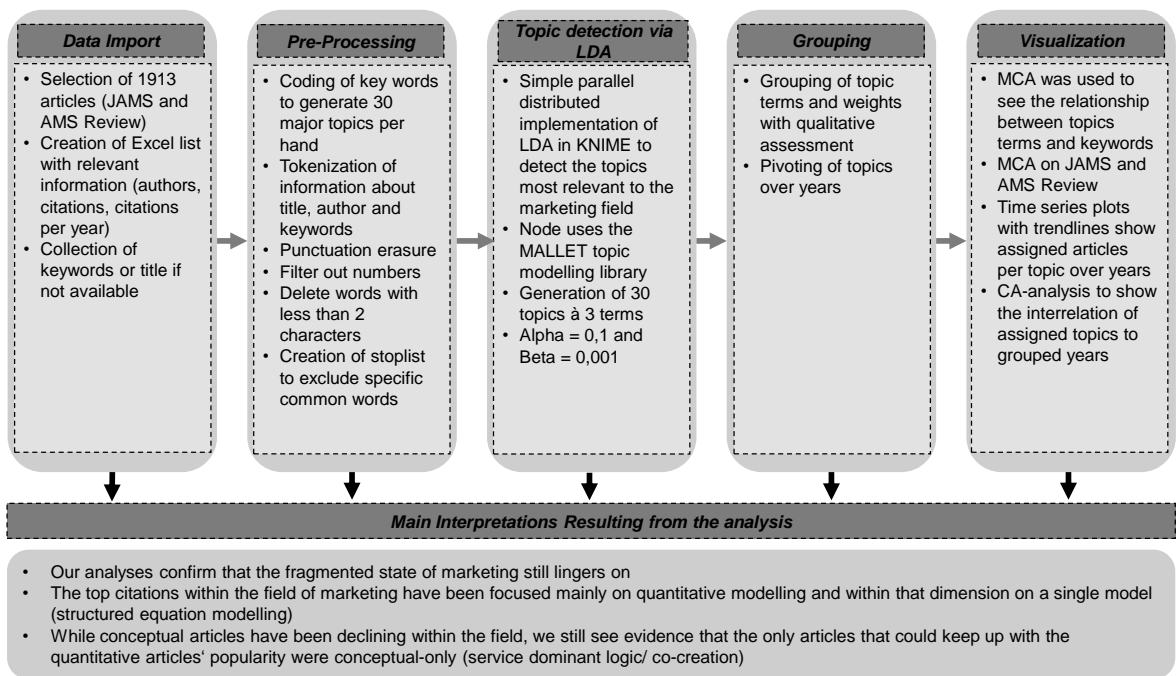 Data Import
• Selection of 1913
articles (JAMS and
AMS Review)
• Creation of Excel list
with relevant
information (authors,
citations, citations
per year)
• Collection of
keywords or title if
not available
Pre-Processing
• Coding of key words
to generate 30
major topics per
hand
• Tokenization of
information about
title, author and
keywords
• Punctuation erasure
• Filter out numbers
• Delete words with
less than 2
characters
• Creation of stoplist
to exclude specific
common words
Topic detection via
LDA
• Simple parallel
distributed
implementation of
LDA in KNIME to
detect the topics
most relevant to the
marketing field
• Node uses the
MALLET topic
modelling library
• Generation of 30
topics à 3 terms
• Alpha = 0,1 and
Beta = 0,001
Grouping
• Grouping of topic
terms and weights
with qualitative
assessment
• Pivoting of topics
over years
Visualization
• MCA was used to
see the relationship
between topics
terms and keywords
• MCA on JAMS and
AMS Review
• Time series plots
with trendlines show
assigned articles
per topic over years
• CA-analysis to show
the interrelation of
assigned topics to
grouped years
Main Interpretations Resulting from the analysis
• Our analyses confirm that the fragmented state of marketing still lingers on
• The top citations within the field of marketing have been focused mainly on quantitative modelling and within that dimension on a single model
(structured equation modelling)
• While conceptual articles have been declining within the field, we still see evidence that the only articles that could keep up with the
quantitative articles‘ popularity were conceptual-only (service dominant logic/ co-creation)